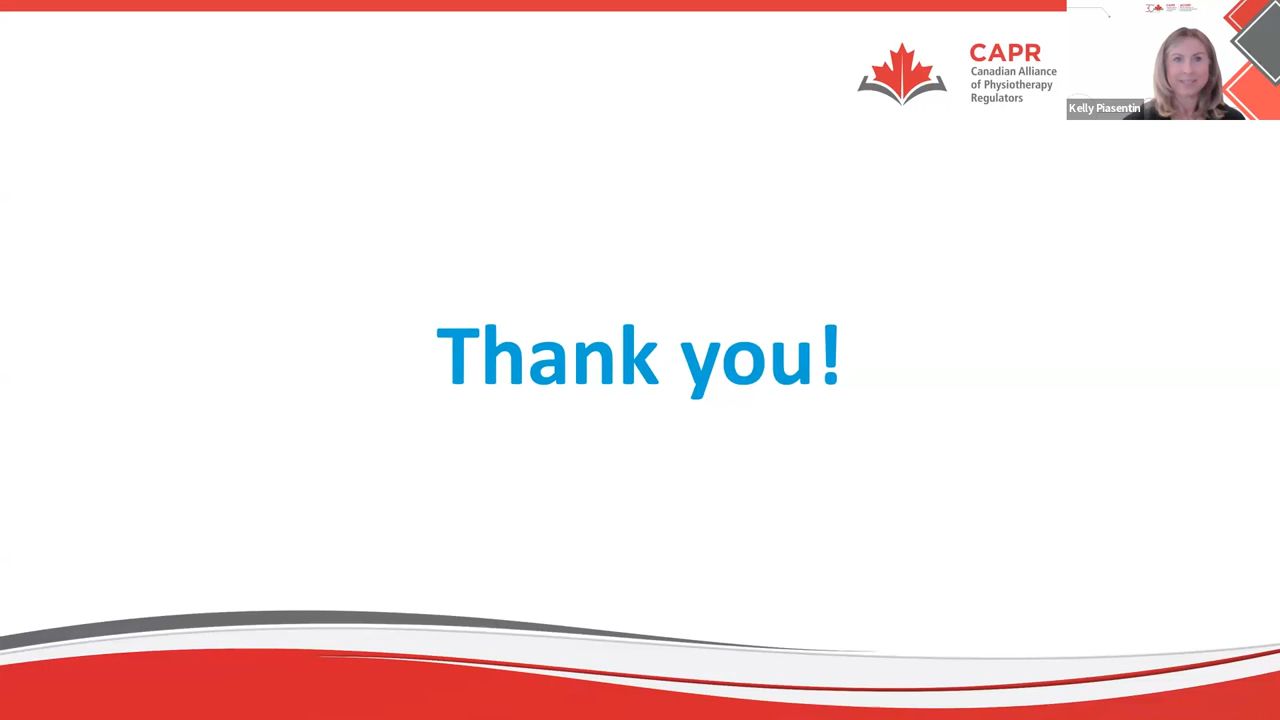 CAPR
Canadian Alliance
of Physiotherapy
Regulators
Kelly Piasentin
Thank you!